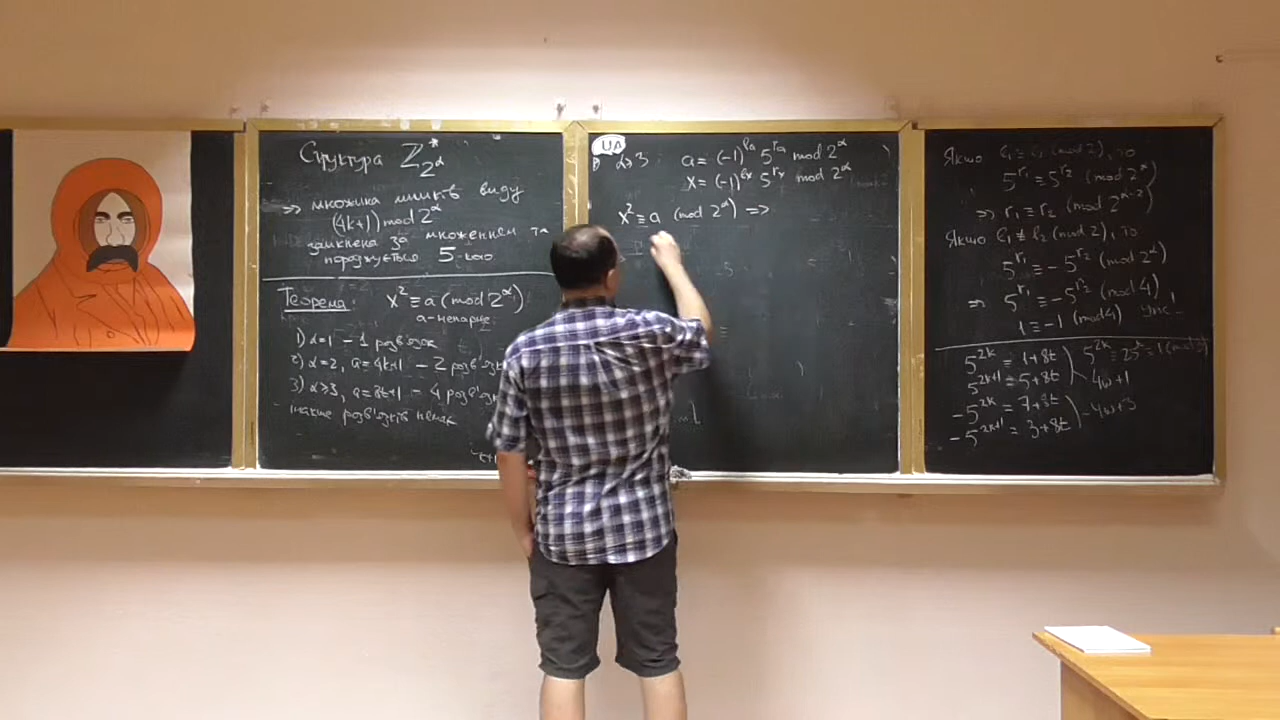 Структура Z*₂α
=> множина лишків виду
(4k+1) mod 2^α
замкнена за множенням та
породжується 5-кою
Теорема: x² ≡ a (mod 2^α)
a-непарне:
1) α=1 – 1 розв'язок
2) α=2, a=4k+1 – 2 розв'язк
3) α≥3, a=8t+1 – 4 розв'язк
інакше розв'язків немає
UA
α≥3: a = (-1)^(la) 5^(ra) mod 2^α
x = (-1)^(lx) 5^(rx) mod 2^α
x² ≡ a (mod 2^α) =>
Якщо l₁ ≡ l₂ (mod 2), то
5^(r₁) ≡ 5^(r₂) (mod 2^α)
=> r₁ ≡ r₂ (mod 2^(α-2))
Якщо l₁ ≢ l₂ (mod 2), то
5^(r₁) ≡ -5^(r₂) (mod 2^α)
=> 5^(r₁) ≡ -5^(r₂) (mod 4)
1 ≡ -1 (mod 4)
5^(2k) = 1+8t
5^(2k+1) = 5+8t
-5^(2k) = 7+8t
-5^(2k+1) = 3+8t
4w+1
4w+3